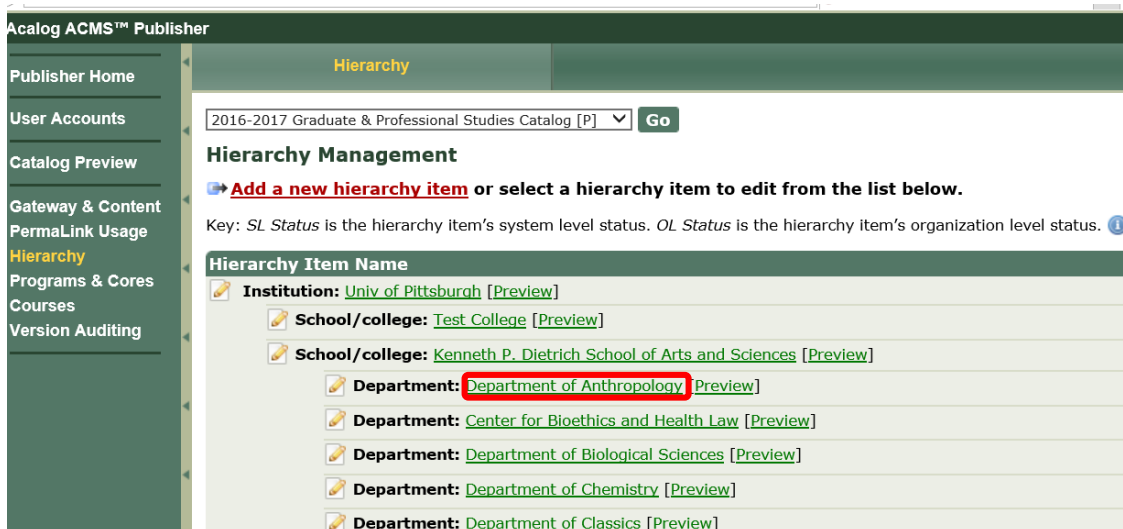 Acalog ACMS™ Publisher
Publisher Home
User Accounts
Catalog Preview
Gateway & Content
PermaLink Usage
Hierarchy
Programs & Cores
Courses
Version Auditing
Hierarchy
2016-2017 Graduate & Professional Studies Catalog [P] Go
Hierarchy Management
Add a new hierarchy item or select a hierarchy item to edit from the list below.
Key: SL Status is the hierarchy item's system level status. OL Status is the hierarchy item's organization level status.
Hierarchy Item Name
Institution: Univ of Pittsburgh [Preview]
School/college: Test College [Preview]
School/college: Kenneth P. Dietrich School of Arts and Sciences [Preview]
Department: Department of Anthropology [Preview]
Department: Center for Bioethics and Health Law [Preview]
Department: Department of Biological Sciences [Preview]
Department: Department of Chemistry [Preview]
Department: Department of Classics [Preview]